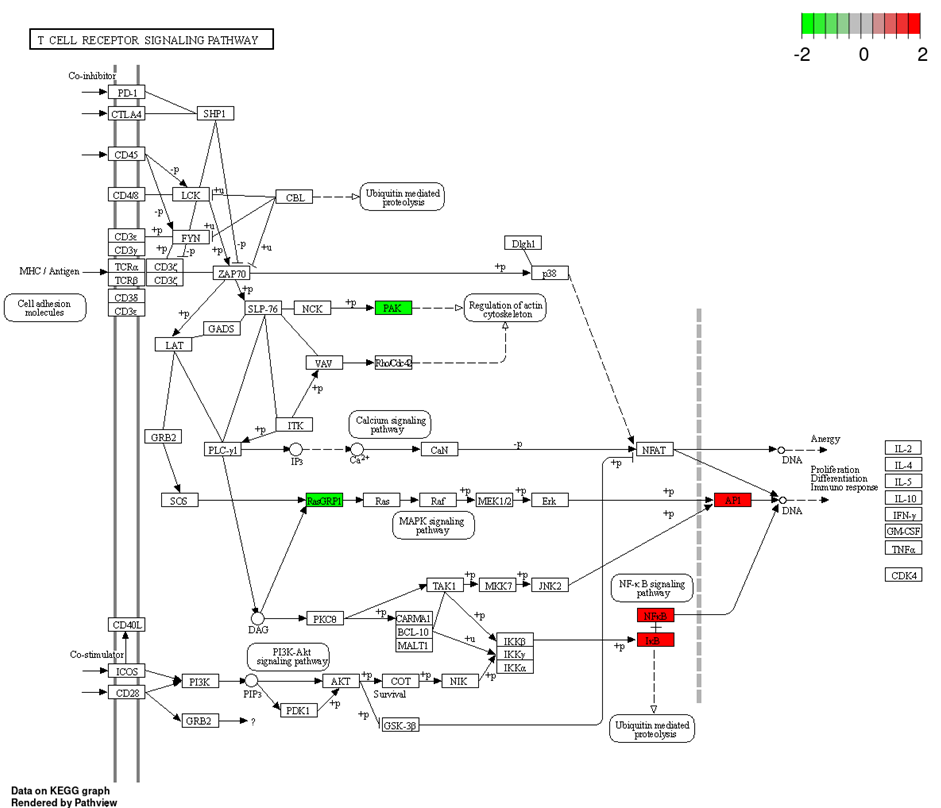 T CELL RECEPTOR SIGNALING PATHWAY
-2 0 2
Co-inhibitor
PD-1
CTLA4
SHP1
CD45
-p
CD4/8
LCK
+u
CBL
Ubiquitin mediated
proteolysis
-p
CD3ε
+p
FYN
+u
CD3γ
+p
-p
+p
-p
+u
Dlgh1
MHC / Antigen
TCRα
CD3ζ
ZAP70
+p
p38
TCRβ
CD3ζ
Cell adhesion
molecules
CD3δ
CD3ε
+p
+p
SLP-76
NCK
+p
PAK
Regulation of actin
cytoskeleton
GADS
LAT
VAV
Rho/Cdc42
+p
ITK
GRB2
+p
PLC-γ1
IP3
Calcium signaling
pathway
Ca2+
CaN
-p
NFAT
+p
DNA
Anergy
SOS
RasGRP1
Ras
Raf
+p
MEK1/2
+p
Erk
+p
AP1
+p
DNA
Proliferation
Differentiation
Immuno response
MAPK signaling
pathway
IL-2
IL-4
IL-5
IL-10
IFN-γ
GM-CSF
TNFα
CDK4
TAK1
+p
MKK7
+p
JNK2
NF-κ B signaling
pathway
DAG
PKCθ
+p
CARMA1
BCL-10
MALT1
+p
+u
IKKβ
IKKγ
IKKα
NFκB
+p
IκB
CD40L
Co-stimulator
ICOS
CD28
PI3K
PI3K-Akt
signaling pathway
PIP3
PDK1
+p
AKT
+p
COT
Survival
+p
NIK
+p
+p
GSK-3β
GRB2
?
Ubiquitin mediated
proteolysis
Data on KEGG graph
Rendered by Pathview